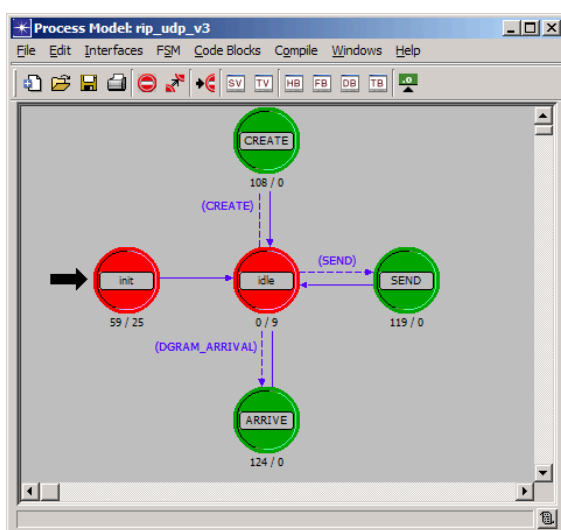 Process Model: rip_udp_v3
File Edit Interfaces FSM Code Blocks Compile Windows Help
SV TV HB FB DB TB
CREATE
108 / 0
(CREATE)
(SEND)
init
idle
SEND
59 / 25
0 / 9
119 / 0
(DGRAM_ARRIVAL)
ARRIVE
124 / 0